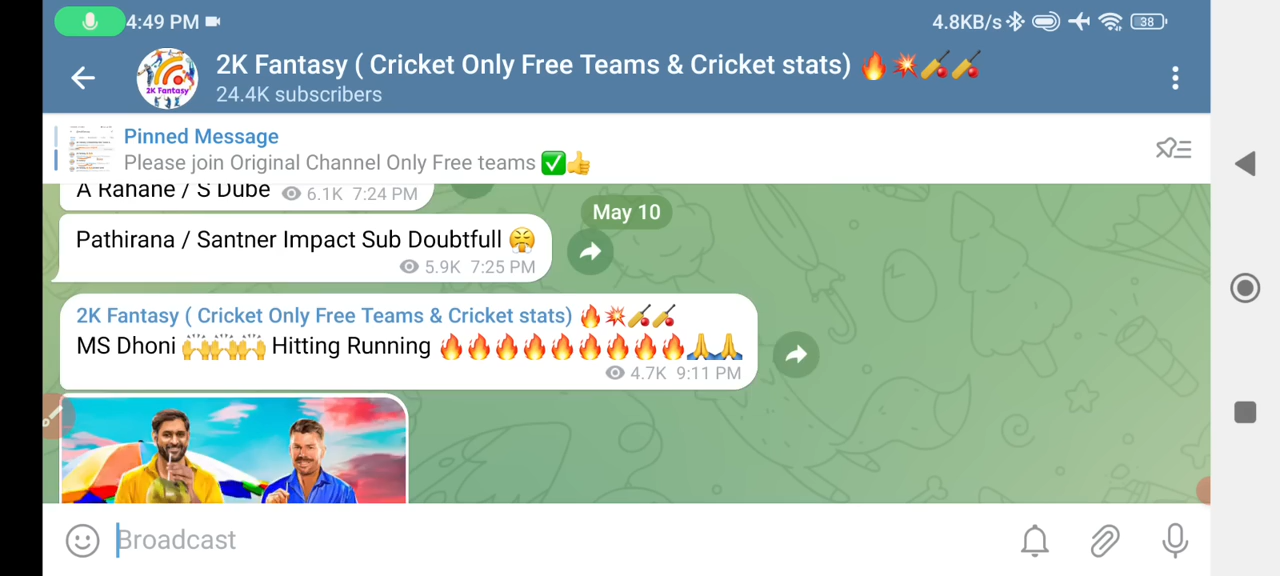 4:49 PM
4.8KB/s
38
2K Fantasy
2K Fantasy ( Cricket Only Free Teams & Cricket stats) 🔥💥🏏🏏
24.4K subscribers
Pinned Message
Please join Original Channel Only Free teams ✅👍
A Rahane / S Dube 6.1K 7:24 PM
May 10
Pathirana / Santner Impact Sub Doubtfull 😤
5.9K 7:25 PM
2K Fantasy ( Cricket Only Free Teams & Cricket stats) 🔥💥🏏🏏
MS Dhoni 🙌🙌🙌 Hitting Running 🔥🔥🔥🔥🔥🔥🔥🔥🔥🙏🙏
4.7K 9:11 PM
Broadcast